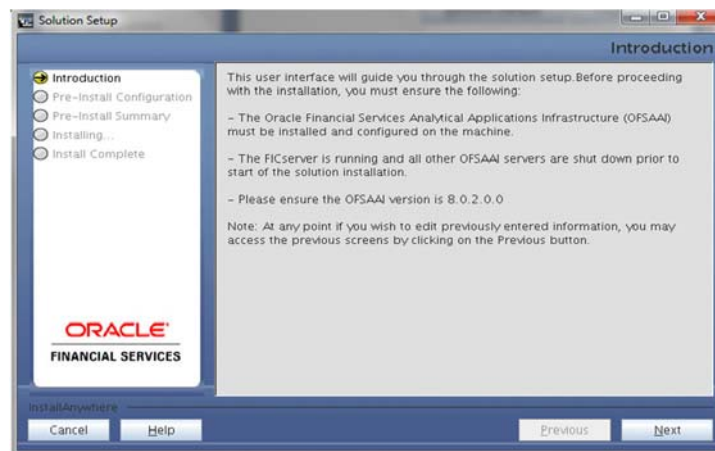 Solution Setup
Introduction
Introduction
Pre-Install Configuration
Pre-Install Summary
Installing...
Install Complete
ORACLE
FINANCIAL SERVICES
This user interface will guide you through the solution setup.Before proceeding
with the installation, you must ensure the following:
- The Oracle Financial Services Analytical Applications Infrastructure (OFSAAI)
must be installed and configured on the machine.
- The FICserver is running and all other OFSAAI servers are shut down prior to
start of the solution installation.
- Please ensure the OFSAAI version is 8.0.2.0.0
Note: At any point if you wish to edit previously entered information, you may
access the previous screens by clicking on the Previous button.
InstallAnywhere
Cancel
Help
Previous
Next